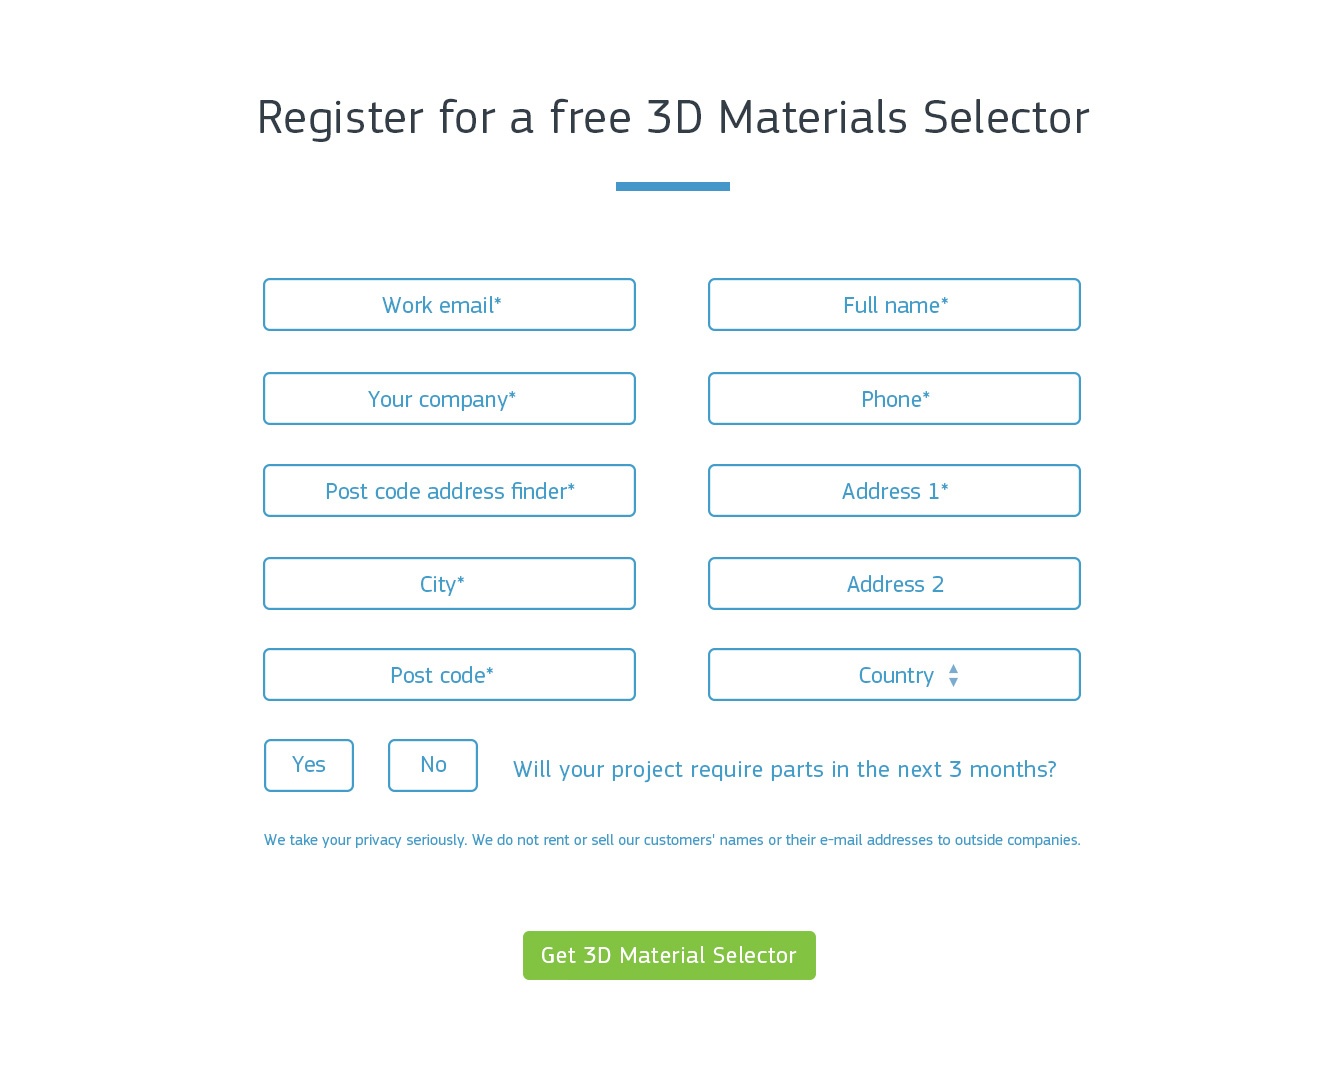 Register for a free 3D Materials Selector
Work email*
Full name*
Your company*
Phone*
Post code address finder*
Address 1*
City*
Address 2
Post code*
Country
Yes
No
Will your project require parts in the next 3 months?
We take your privacy seriously. We do not rent or sell our customers' names or their e-mail addresses to outside companies.
Get 3D Material Selector